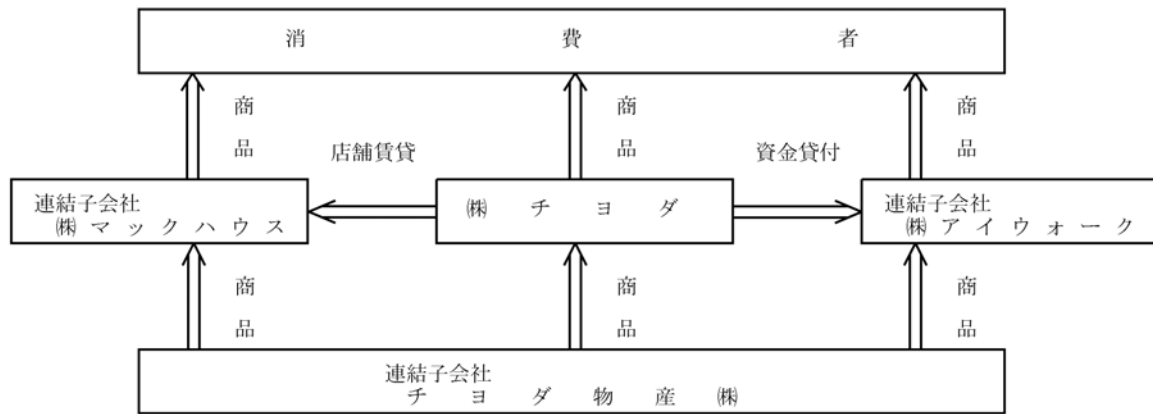 消費者
商品
商品
商品
店舗賃貸
資金貸付
連結子会社
㈱マックハウス
㈱チヨダ
連結子会社
㈱アイウォーク
商品
商品
商品
連結子会社
チヨダ物産㈱